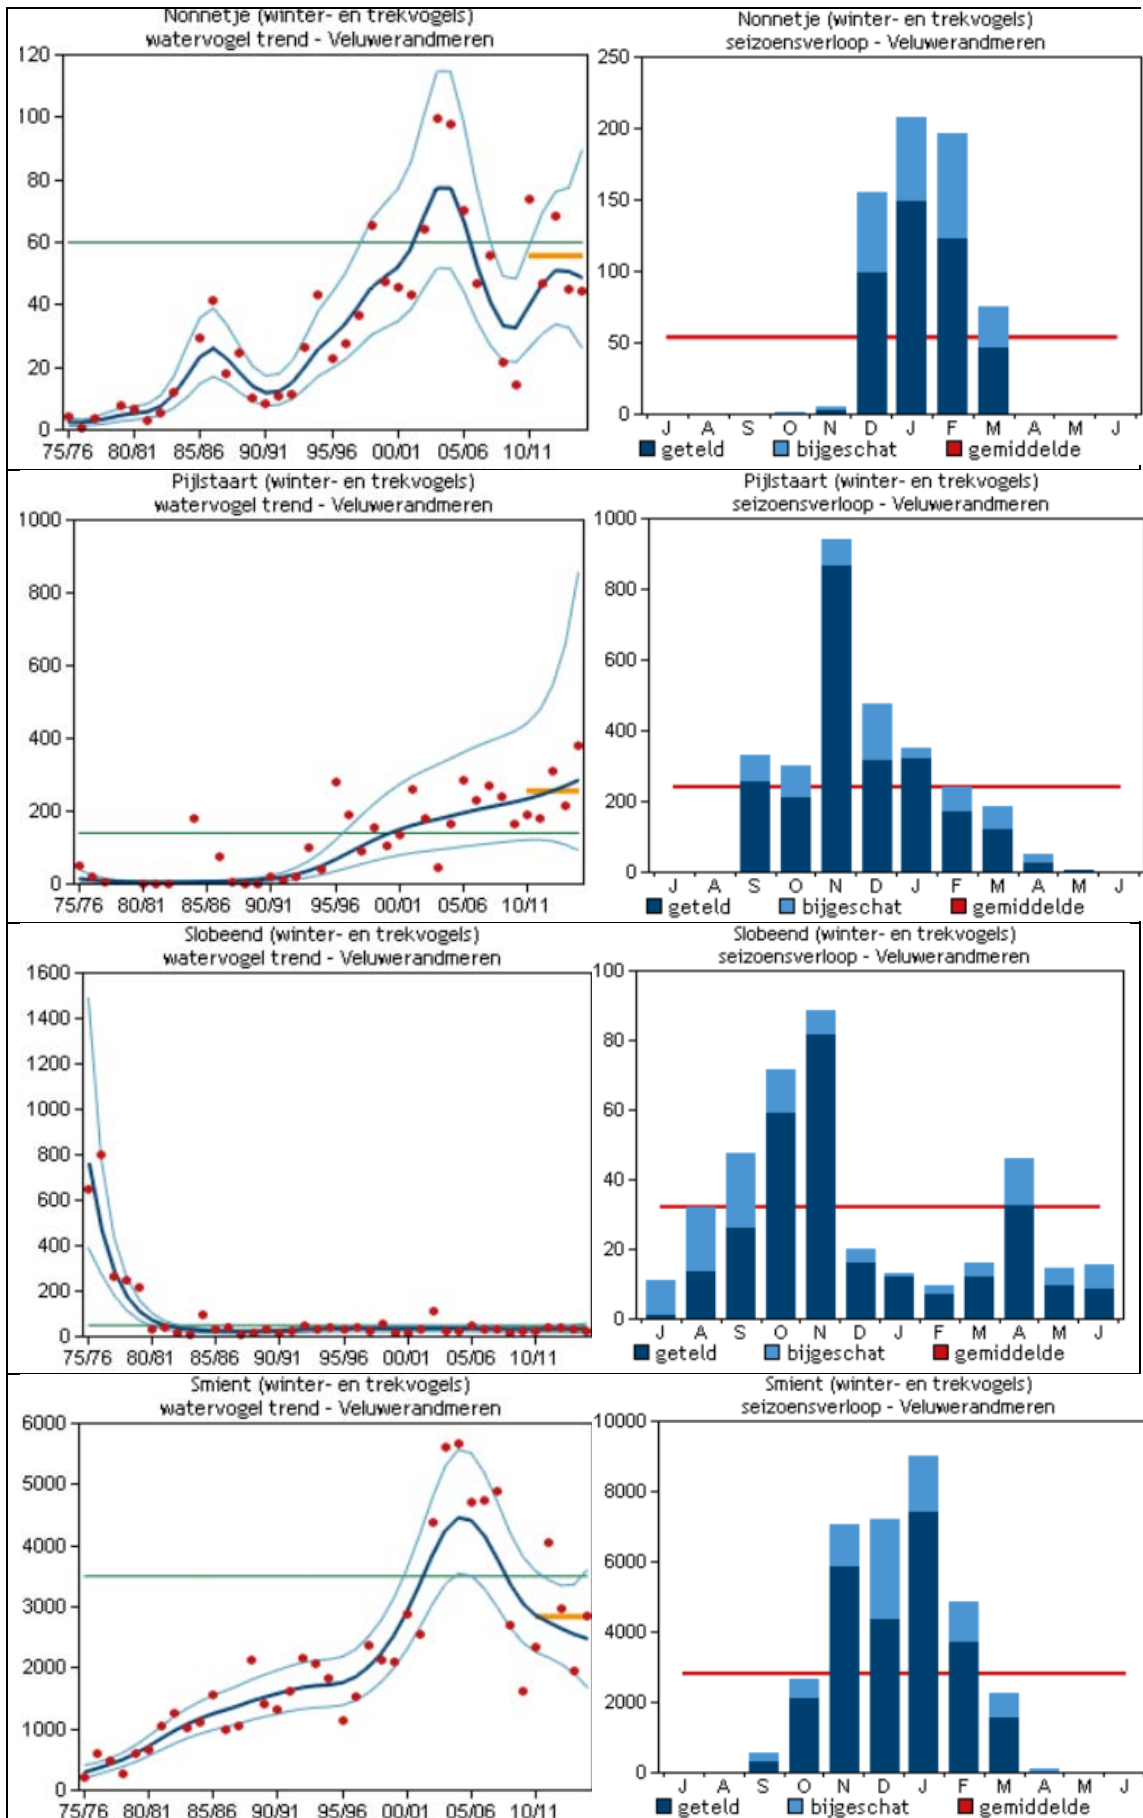 Nonnetje (winter- en trekvogels)
watervogel trend - Veluwerandmeren
120
100
80
60
40
20
0
75/76 80/81 85/86 90/91 95/96 00/01 05/06 10/11
Nonnetje (winter- en trekvogels)
seizoensverloop - Veluwerandmeren
250
200
150
100
50
0
J A S O N D J F M A M J
geteld bijgeschat gemiddelde
Pijlstaart (winter- en trekvogels)
watervogel trend - Veluwerandmeren
1000
800
600
400
200
0
75/76 80/81 85/86 90/91 95/96 00/01 05/06 10/11
Pijlstaart (winter- en trekvogels)
seizoensverloop - Veluwerandmeren
1000
800
600
400
200
0
J A S O N D J F M A M J
geteld bijgeschat gemiddelde
Slobeend (winter- en trekvogels)
watervogel trend - Veluwerandmeren
1600
1400
1200
1000
800
600
400
200
0
75/76 80/81 85/86 90/91 95/96 00/01 05/06 10/11
Slobeend (winter- en trekvogels)
seizoensverloop - Veluwerandmeren
100
80
60
40
20
0
J A S O N D J F M A M J
geteld bijgeschat gemiddelde
Smient (winter- en trekvogels)
watervogel trend - Veluwerandmeren
6000
5000
4000
3000
2000
1000
0
75/76 80/81 85/86 90/91 95/96 00/01 05/06 10/11
Smient (winter- en trekvogels)
seizoensverloop - Veluwerandmeren
10000
8000
6000
4000
2000
0
J A S O N D J F M A M J
geteld bijgeschat gemiddelde